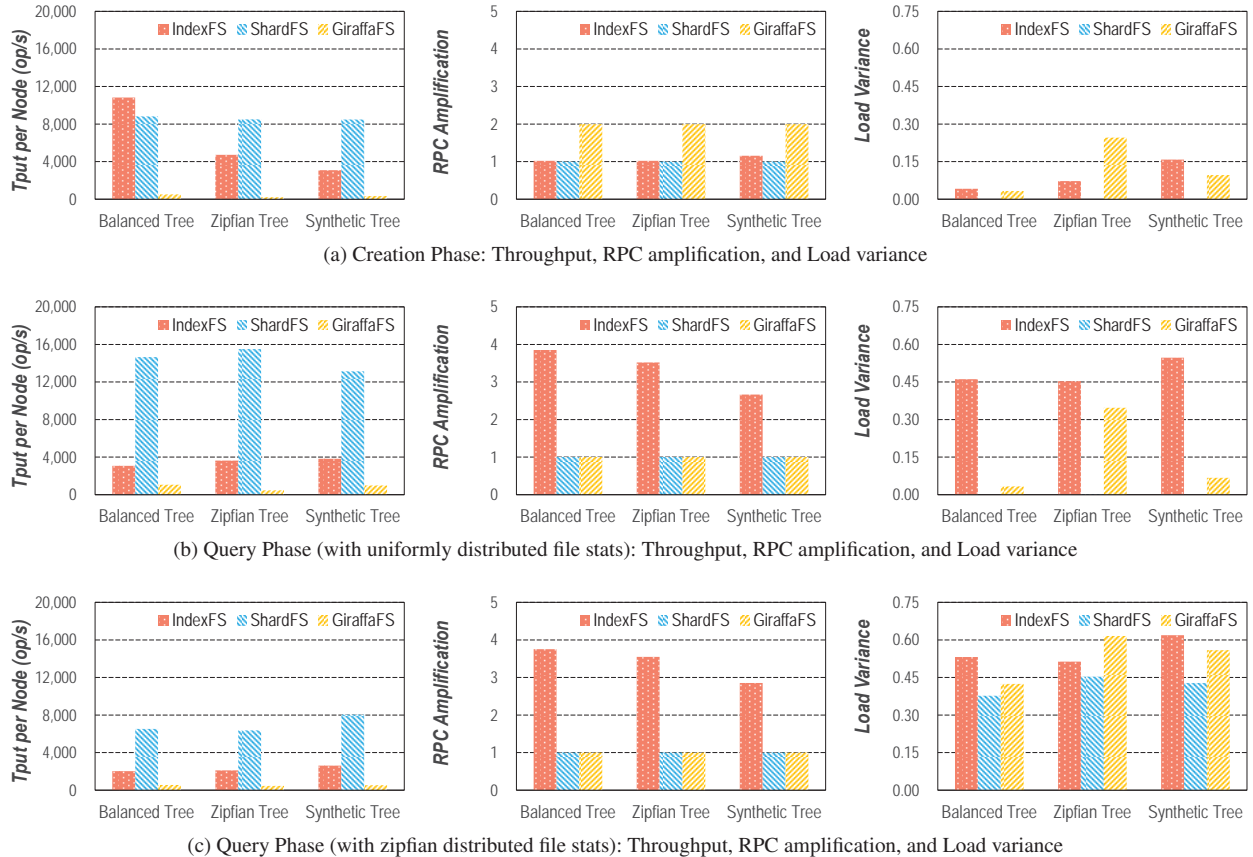 Tput per Node (op/s)
20,000
16,000
12,000
8,000
4,000
0
IndexFS ShardFS GiraffaFS
Balanced Tree Zipfian Tree Synthetic Tree
RPC Amplification
5
4
3
2
1
0
IndexFS ShardFS GiraffaFS
Balanced Tree Zipfian Tree Synthetic Tree
Load Variance
0.75
0.60
0.45
0.30
0.15
0.00
IndexFS ShardFS GiraffaFS
Balanced Tree Zipfian Tree Synthetic Tree
(a) Creation Phase: Throughput, RPC amplification, and Load variance
Tput per Node (op/s)
20,000
16,000
12,000
8,000
4,000
0
IndexFS ShardFS GiraffaFS
Balanced Tree Zipfian Tree Synthetic Tree
RPC Amplification
5
4
3
2
1
0
IndexFS ShardFS GiraffaFS
Balanced Tree Zipfian Tree Synthetic Tree
Load Variance
0.75
0.60
0.45
0.30
0.15
0.00
IndexFS ShardFS GiraffaFS
Balanced Tree Zipfian Tree Synthetic Tree
(b) Query Phase (with uniformly distributed file stats): Throughput, RPC amplification, and Load variance
Tput per Node (op/s)
20,000
16,000
12,000
8,000
4,000
0
IndexFS ShardFS GiraffaFS
Balanced Tree Zipfian Tree Synthetic Tree
RPC Amplification
5
4
3
2
1
0
IndexFS ShardFS GiraffaFS
Balanced Tree Zipfian Tree Synthetic Tree
Load Variance
0.75
0.60
0.45
0.30
0.15
0.00
IndexFS ShardFS GiraffaFS
Balanced Tree Zipfian Tree Synthetic Tree
(c) Query Phase (with zipfian distributed file stats): Throughput, RPC amplification, and Load variance